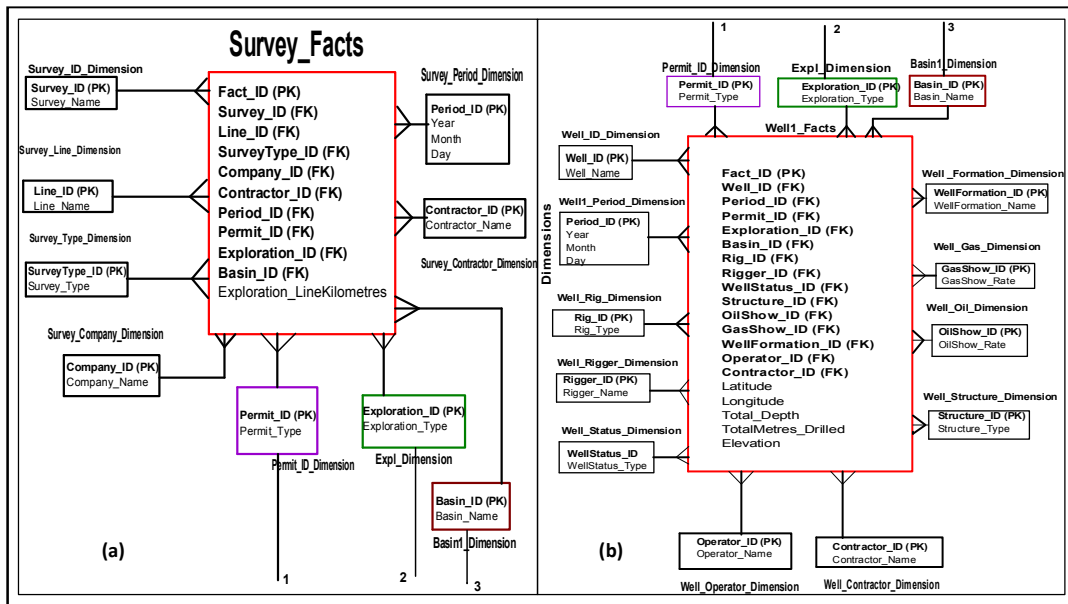 Survey_Facts
Survey_ID_Dimension
Survey_ID (PK)
Survey_Name
Survey_Line_Dimension
Line_ID (PK)
Line_Name
Survey_Type_Dimension
SurveyType_ID (PK)
Survey_Type
Survey_Company_Dimension
Company_ID (PK)
Company_Name
Fact_ID (PK)
Survey_ID (FK)
Line_ID (FK)
SurveyType_ID (FK)
Company_ID (FK)
Contractor_ID (FK)
Period_ID (FK)
Permit_ID (FK)
Exploration_ID (FK)
Basin_ID (FK)
Exploration_LineKilometres
Survey_Period_Dimension
Period_ID (PK)
Year
Month
Day
Contractor_ID (PK)
Contractor_Name
Survey_Contractor_Dimension
Permit_ID (PK)
Permit_Type
Permit_ID_Dimension
Exploration_ID (PK)
Exploration_Type
Expl_Dimension
Basin_ID (PK)
Basin_Name
Basin1_Dimension
(a)
1
2
3
Dimensions
1
2
3
Permit_ID_Dimension
Permit_ID (PK)
Permit_Type
Expl_Dimension
Exploration_ID (PK)
Exploration_Type
Basin1_Dimension
Basin_ID (PK)
Basin_Name
Well1_Facts
Well_ID_Dimension
Well_ID (PK)
Well_Name
Well1_Period_Dimension
Period_ID (PK)
Year
Month
Day
Well_Rig_Dimension
Rig_ID (PK)
Rig_Type
Well_Rigger_Dimension
Rigger_ID (PK)
Rigger_Name
Well_Status_Dimension
WellStatus_ID
WellStatus_Type
Fact_ID (PK)
Well_ID (FK)
Period_ID (FK)
Permit_ID (FK)
Exploration_ID (FK)
Basin_ID (FK)
Rig_ID (FK)
Rigger_ID (FK)
WellStatus_ID (FK)
Structure_ID (FK)
OilShow_ID (FK)
GasShow_ID (FK)
WellFormation_ID (FK)
Operator_ID (FK)
Contractor_ID (FK)
Latitude
Longitude
Total_Depth
TotalMetres_Drilled
Elevation
Well _Formation_Dimension
WellFormation_ID (PK)
WellFormation_Name
Well_Gas_Dimension
GasShow_ID (PK)
GasShow_Rate
Well_Oil_Dimension
OilShow_ID (PK)
OilShow_Rate
Well_Structure_Dimension
Structure_ID (PK)
Structure_Type
Operator_ID (PK)
Operator_Name
Well_Operator_Dimension
Contractor_ID (PK)
Contractor_Name
Well_Contractor_Dimension
(b)